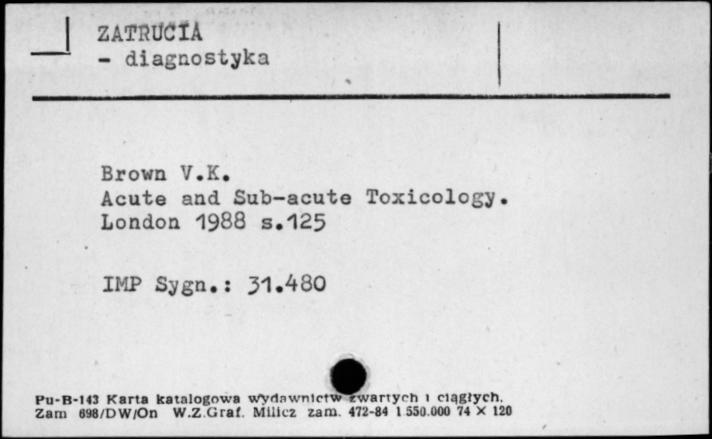 ZATRUCIA
- diagnostyka
Brown V.K.
Acute and Sub-acute Toxicology.
London 1988 s.125
IMP Sygn.: 31.480
Pu-B-143 Karta katalogowa wydawnictw zwartych i ciągłych.
Zam 698/DW/On W.Z.Graf. Milicz zam. 472-84 1.550.000 74 × 120